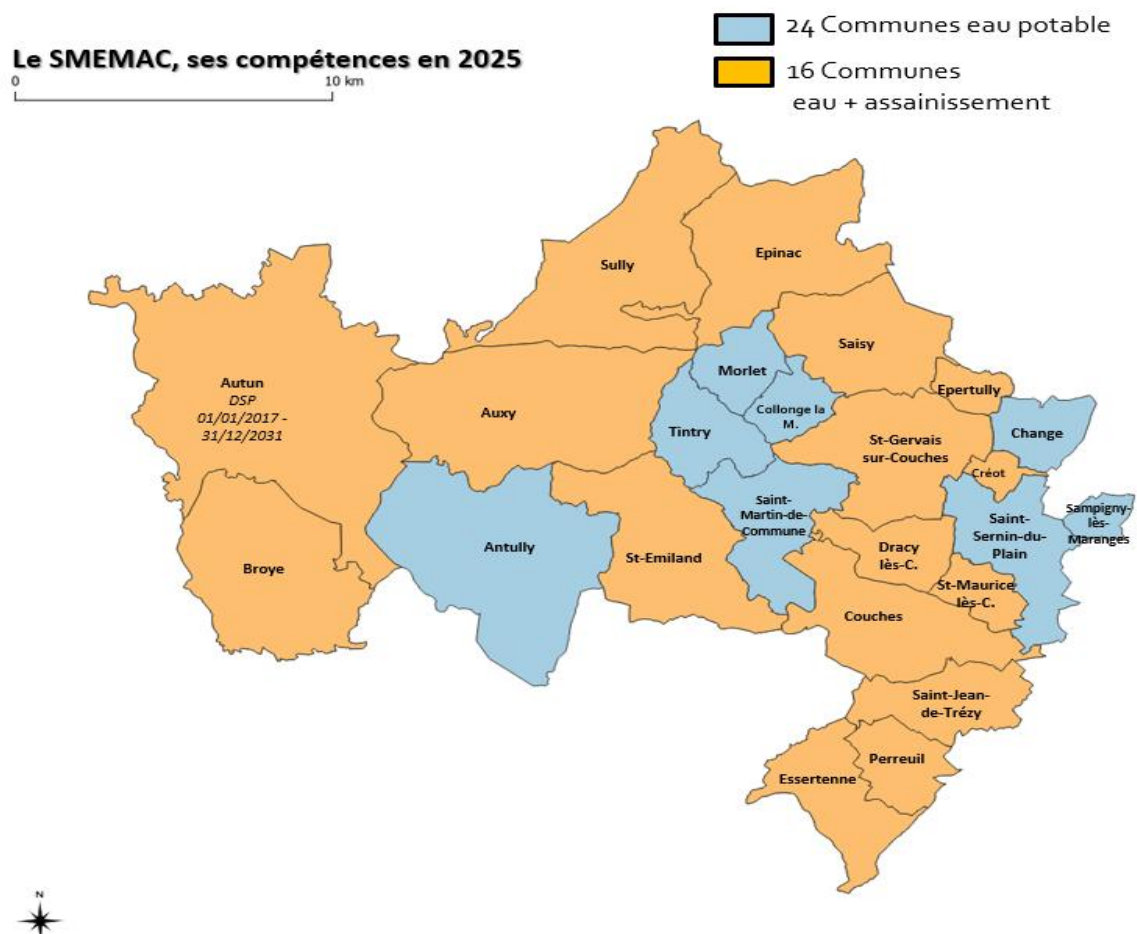 24 Communes eau potable
Le SMEMAC, ses compétences en 2025
0
10 km
16 Communes
eau + assainissement
Sully
Epinac
Saisy
Morlet
Autun
DSP
01/01/2017 -
31/12/2031
Auxy
Epertully
Collonge la
M.
Tintry
Change
St-Gervais
sur-Couches
Créot
Saint-
Martin-de-
Commune
Saint-
Sernin-du-
Plain
Sampigny-
lès-
Maranges
Antully
St-Emiland
Dracy
lès-C.
Broye
St-Maurice
lès-C.
Couches
Saint-Jean-
de-Trézy
Perreuil
Essertenne
N